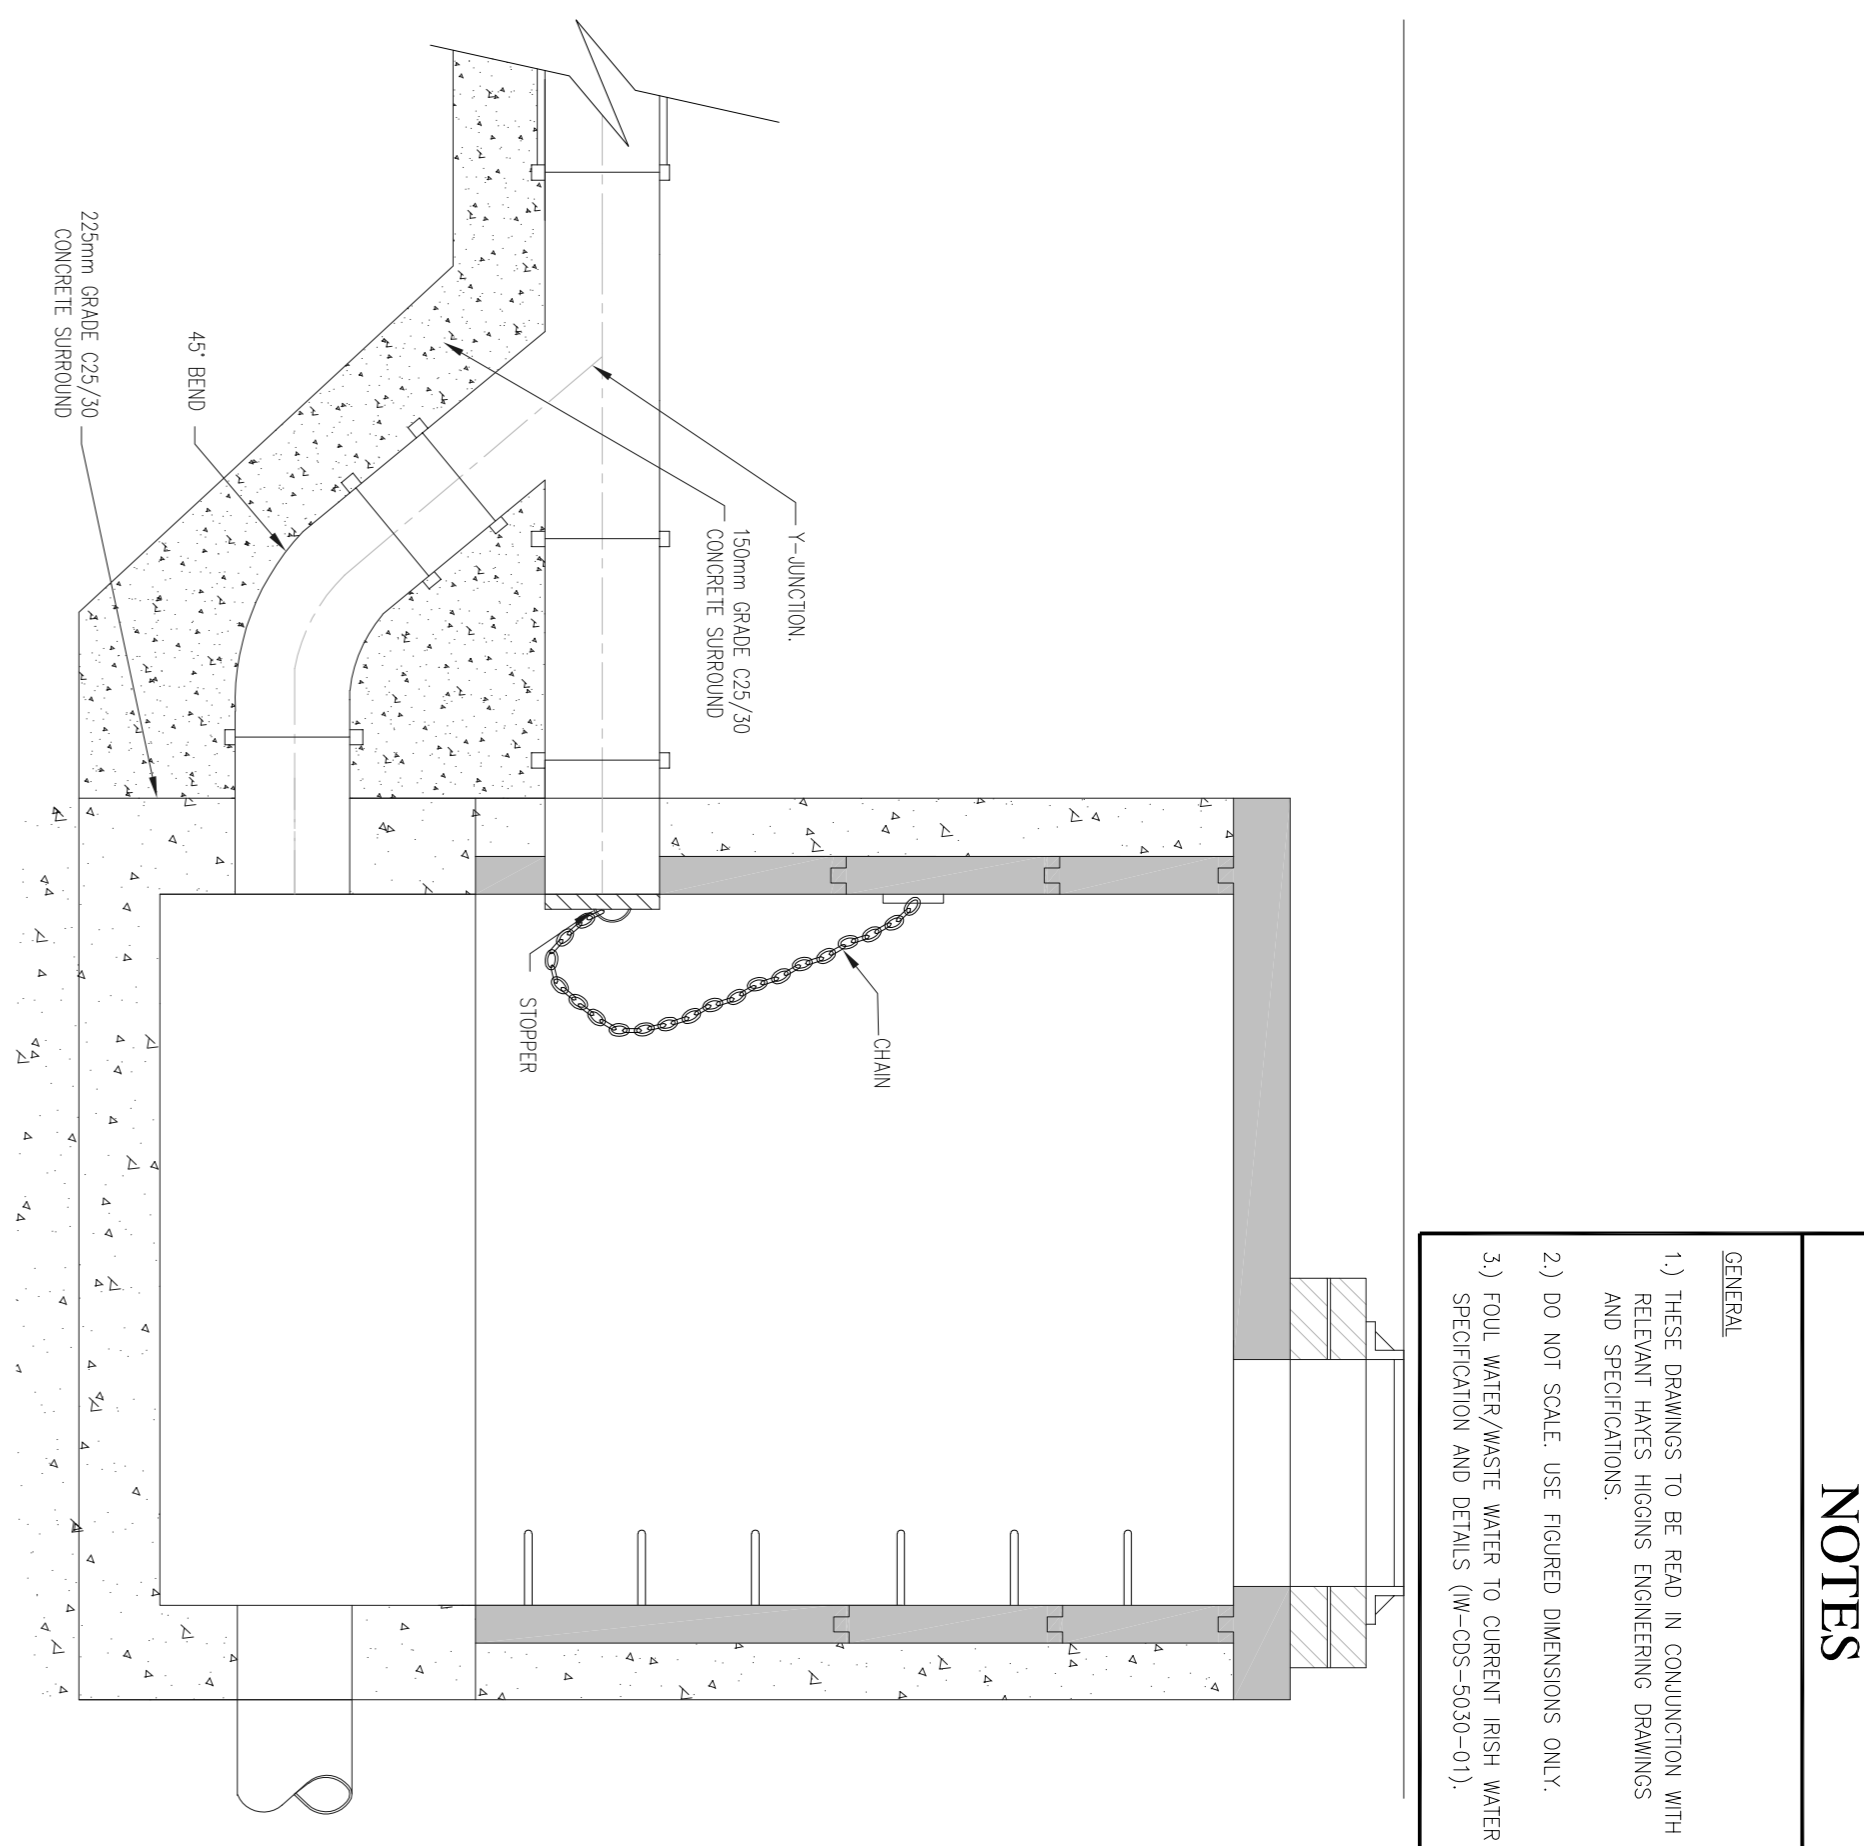 NOTES
GENERAL
1.) THESE DRAWINGS TO BE READ IN CONJUNCTION WITH
RELEVANT HAYES HIGGINS ENGINEERING DRAWINGS
AND SPECIFICATIONS.
2.) DO NOT SCALE. USE FIGURED DIMENSIONS ONLY.
3.) FOUL WATER/WASTE WATER TO CURRENT IRISH WATER
SPECIFICATION AND DETAILS (IW-CDS-5030-01).
CHAIN
Y-JUNCTION.
150mm GRADE C25/30
CONCRETE SURROUND
STOPPER
45° BEND
225mm GRADE C25/30
CONCRETE SURROUND